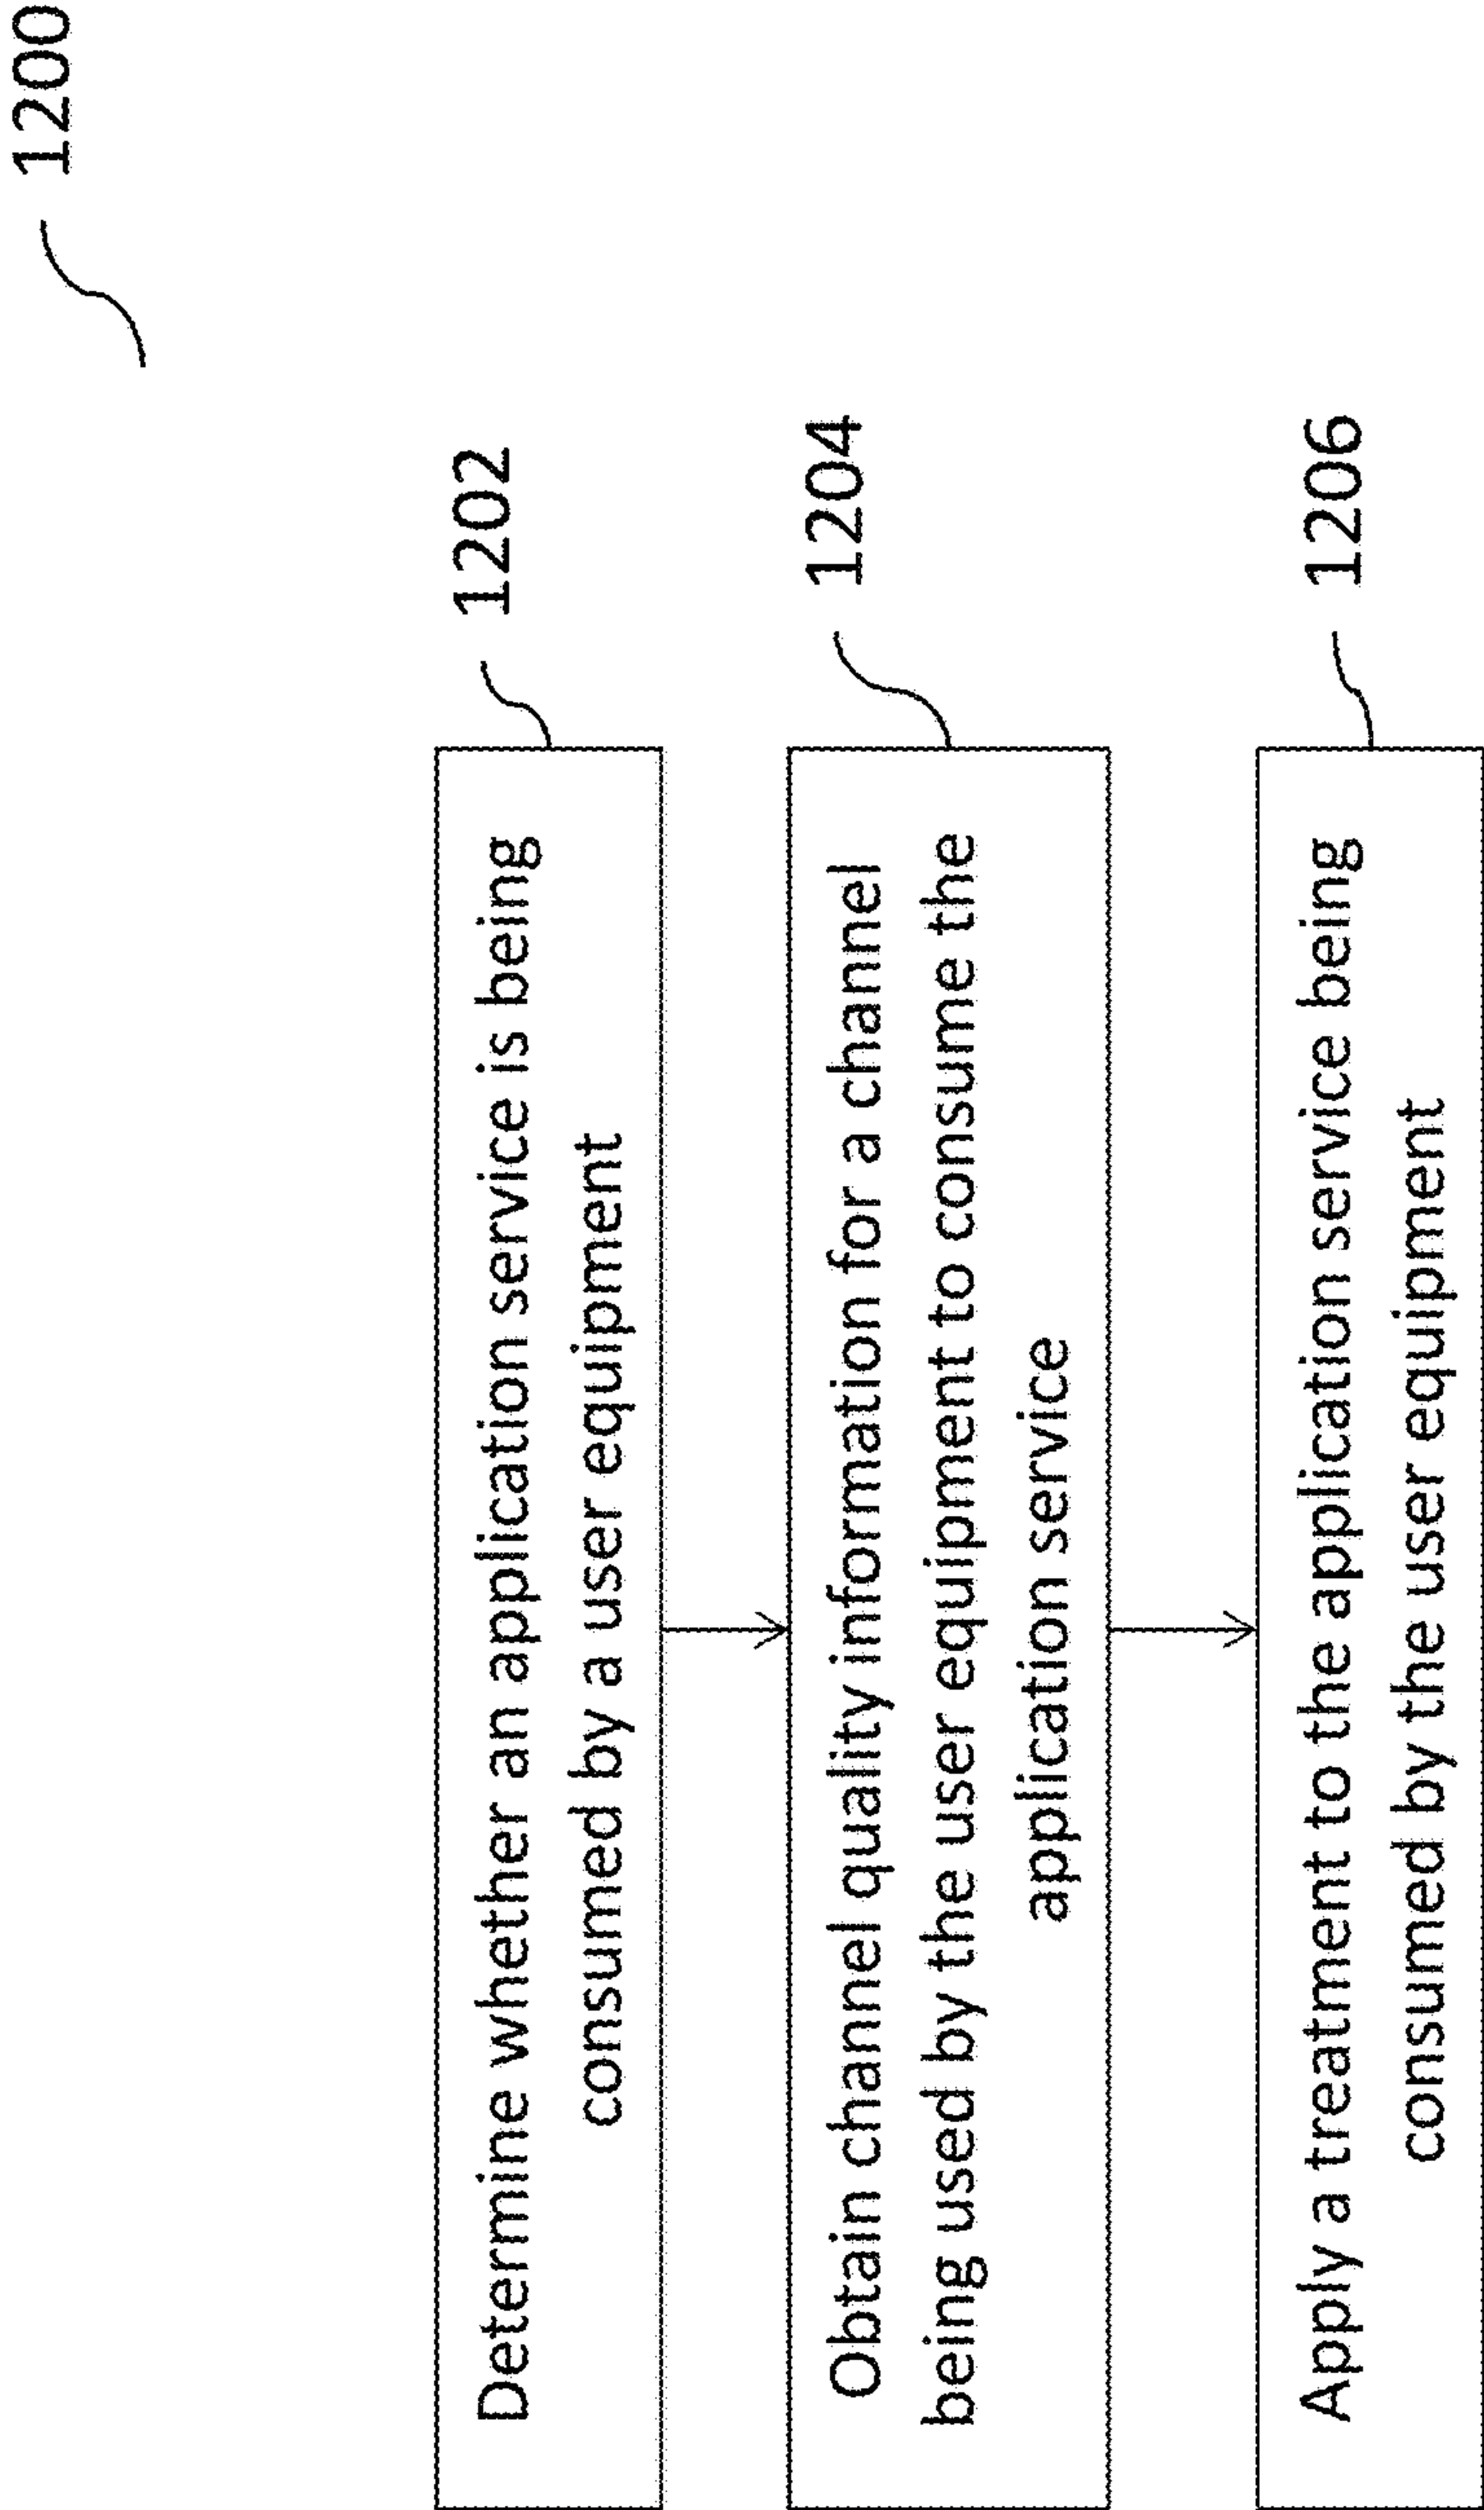 1200
Determine whether an application service is being
consumed by a user equipment
1202
Obtain channel quality information for a channel
being used by the user equipment to consume the
application service
1204
Apply a treatment to the application service being
consumed by the user equipment
1206